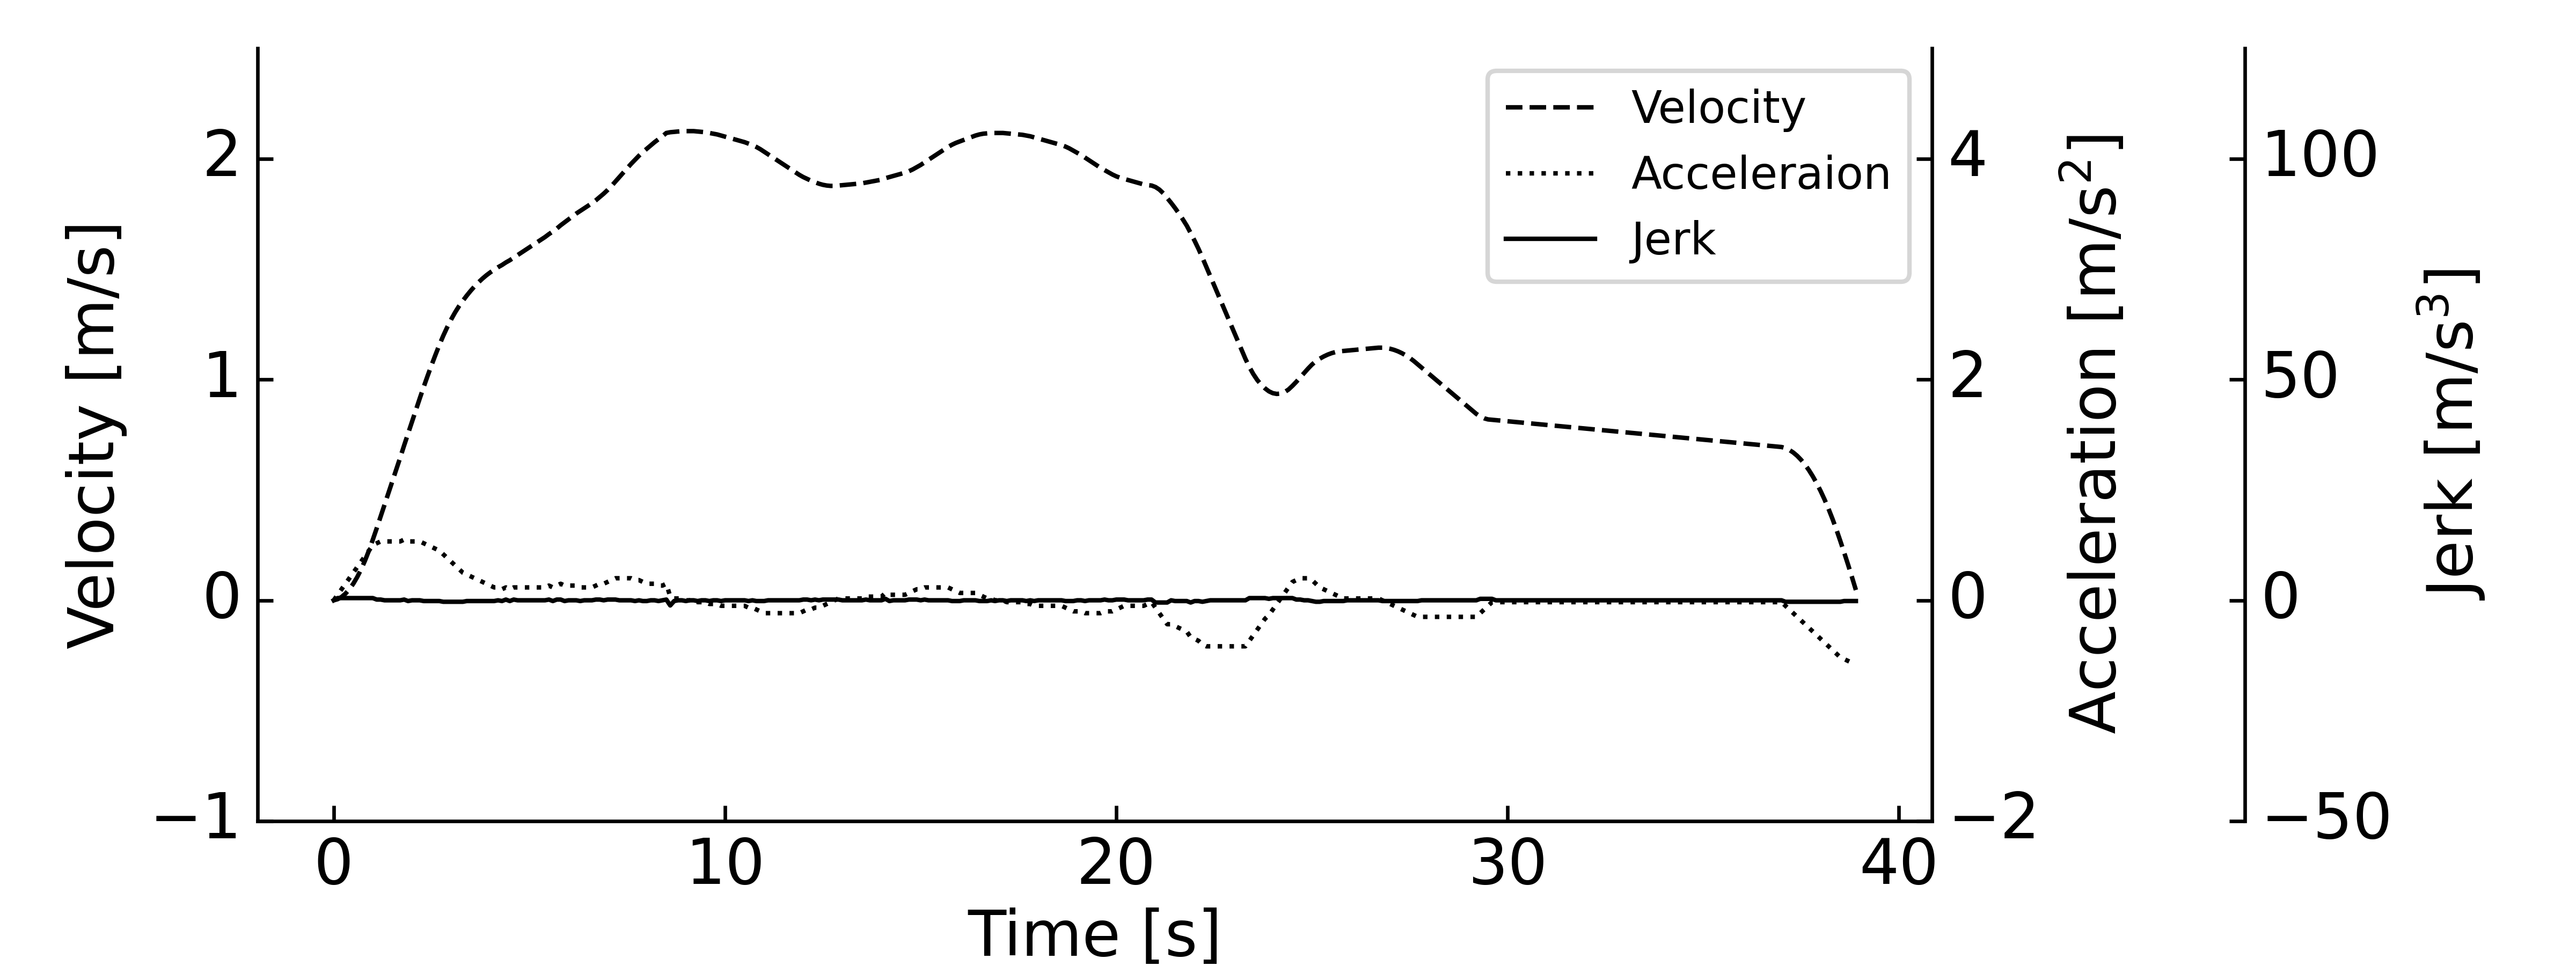 Velocity [m/s]
2
1
0
−1
0
10
20
30
40
Time [s]
Velocity
Acceleraion
Jerk
4
2
0
−2
Acceleration [m/s²]
100
50
0
−50
Jerk [m/s³]